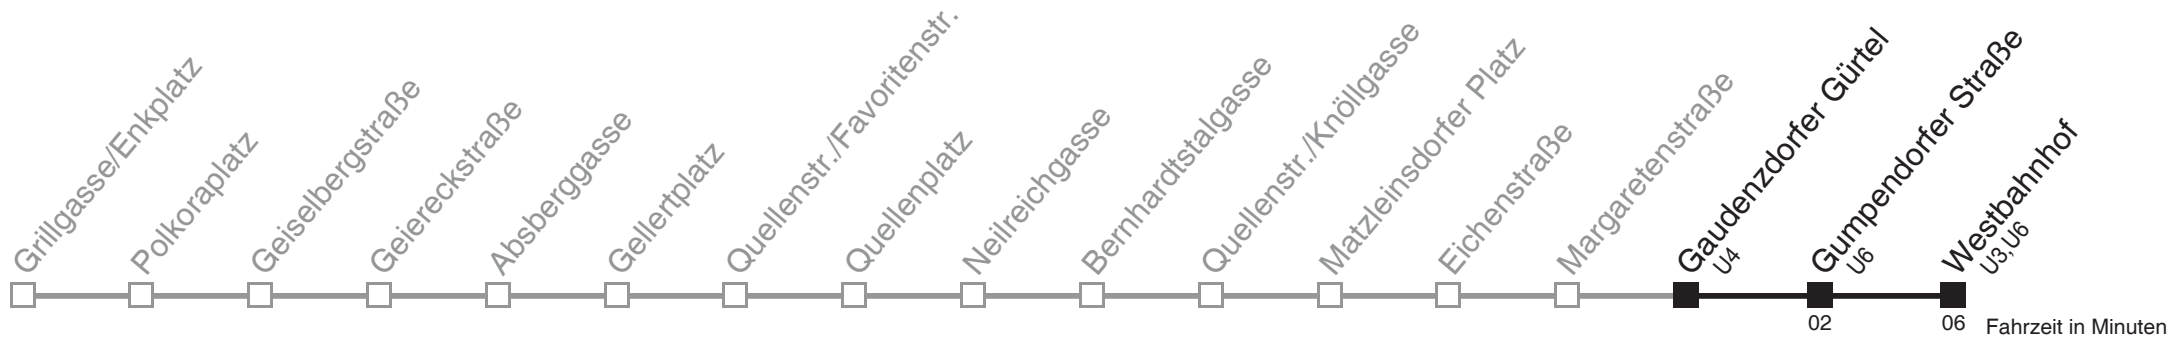 Grillgasse/Enkplatz
Polkoraplatz
Geiselbergstraße
Geiereckstraße
Absberggasse
Gellertplatz
Quellenstr./Favoritenstr.
Quellenplatz
Neilreichgasse
Bernhardtstalgasse
Quellenstr./Knöllgasse
Matzleinsdorfer Platz
Eichenstraße
Margaretenstraße
Gaudenzdorfer Gürtel
U4
Gumpendorfer Straße
U6
Westbahnhof
U3,U6
02
06
Fahrzeit in Minuten